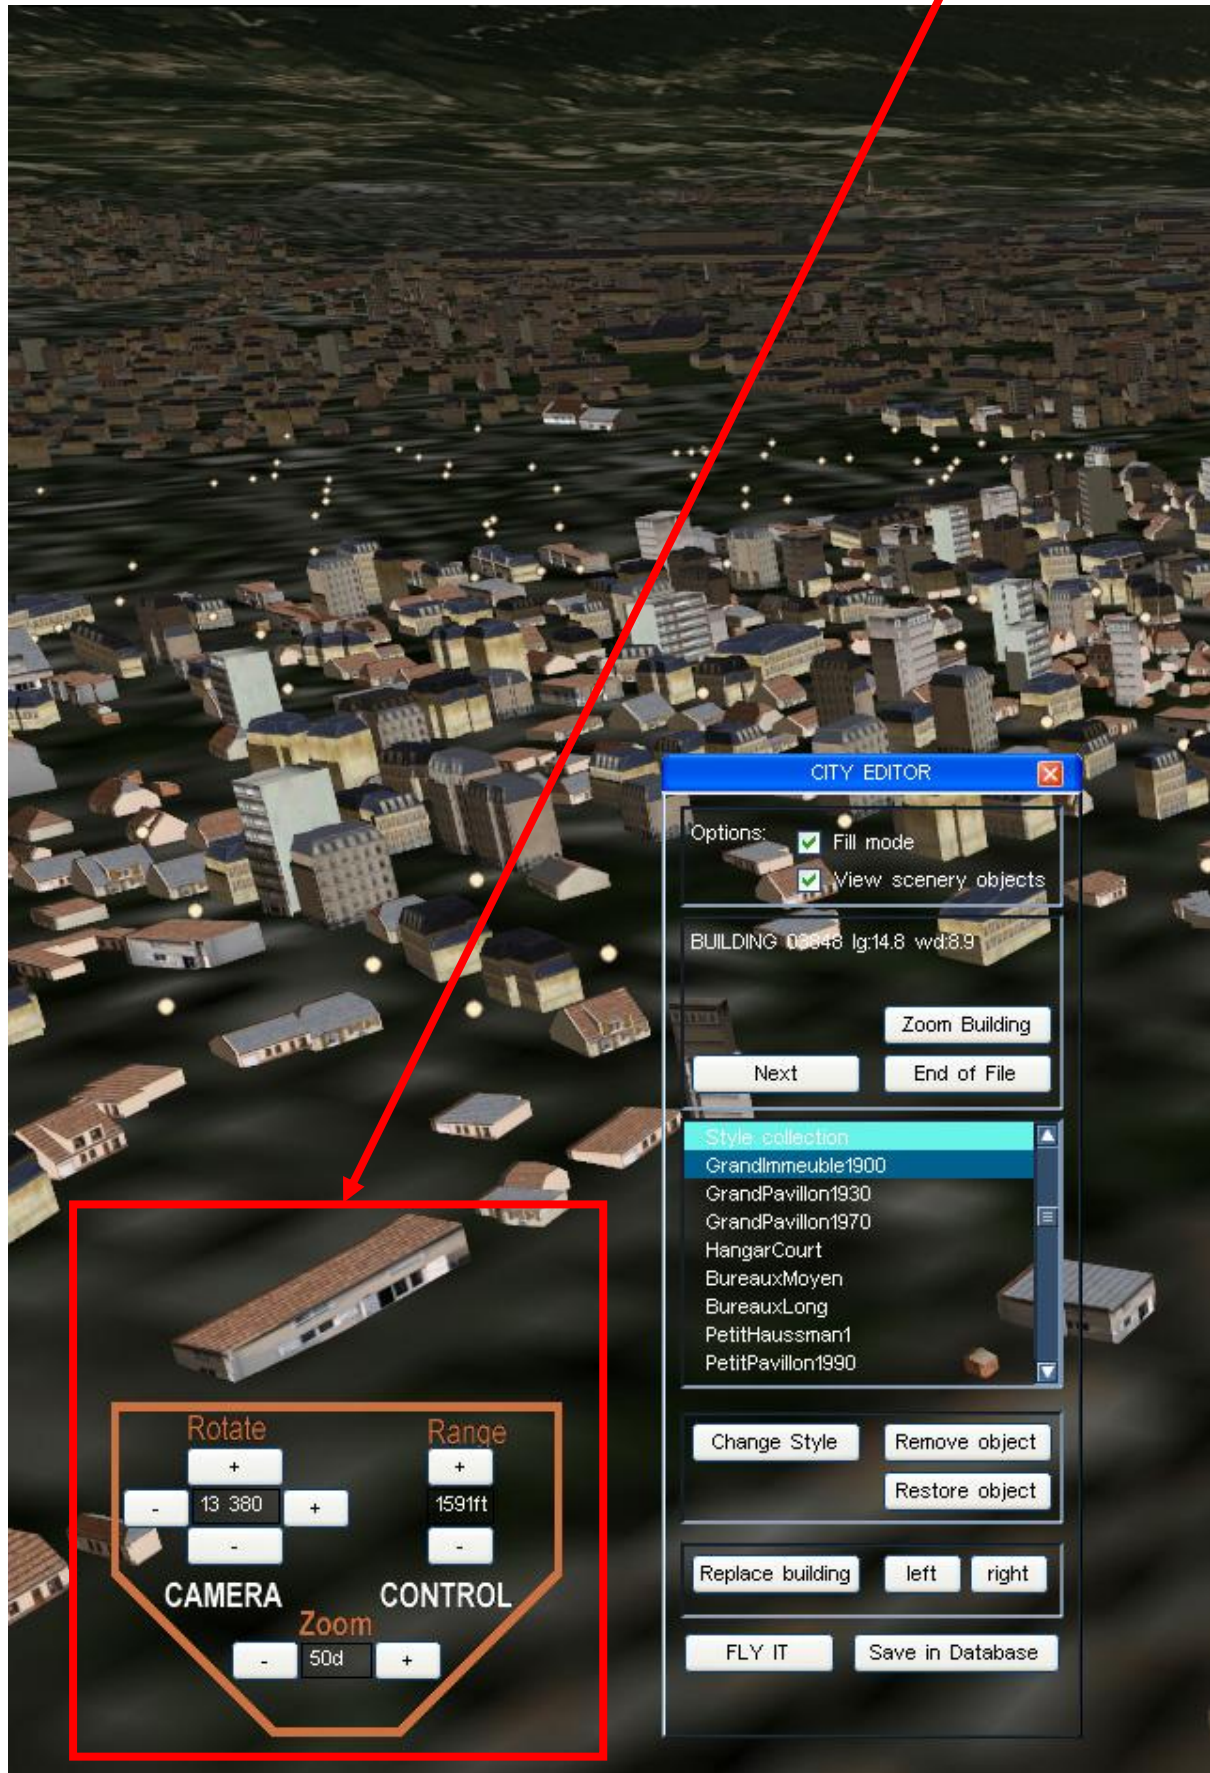 CITY EDITOR
Options:
Fill mode
View scenery objects
BUILDING 03848 lg:14.8 wd:8.9
Zoom Building
Next
End of File
Style collection
GrandImmeuble1900
GrandPavillon1930
GrandPavillon1970
HangarCourt
BureauxMoyen
BureauxLong
PetitHaussman1
PetitPavillon1990
Change Style
Remove object
Restore object
Replace building
left
right
FLY IT
Save in Database
Rotate
Range
+
+
-
13 380
+
1591ft
-
-
CAMERA
CONTROL
Zoom
-
50d
+